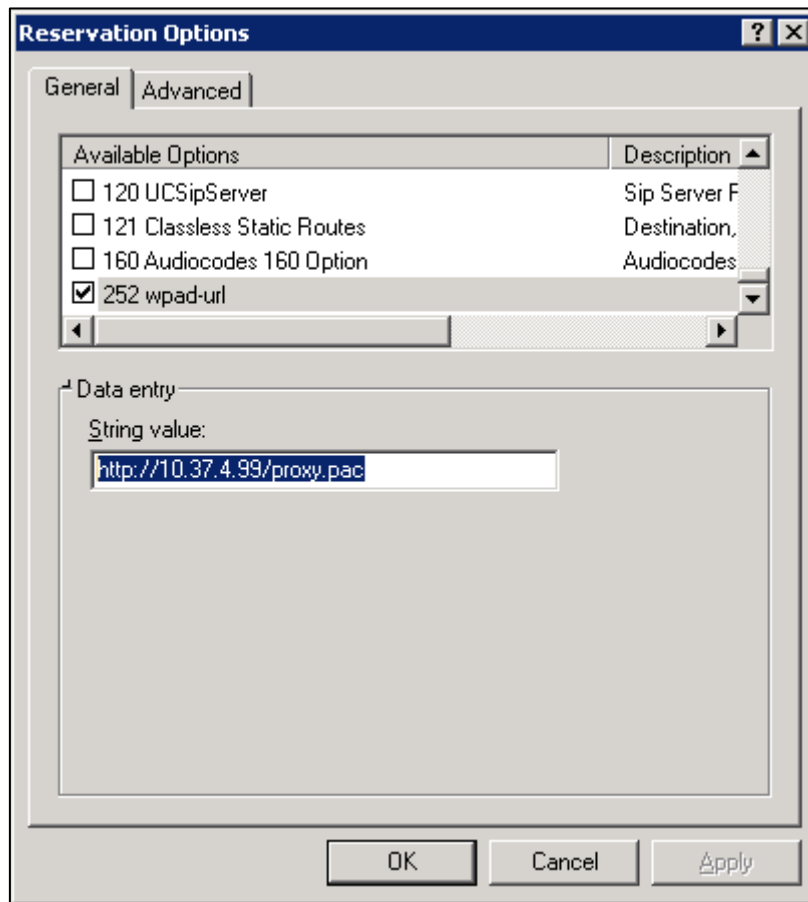 Reservation Options
General Advanced
Available Options Description
120 UCSipServer Sip Server F
121 Classless Static Routes Destination,
160 Audiocodes 160 Option Audiocodes
252 wpad-url
Data entry
String value:
http://10.37.4.99/proxy.pac
OK Cancel Apply